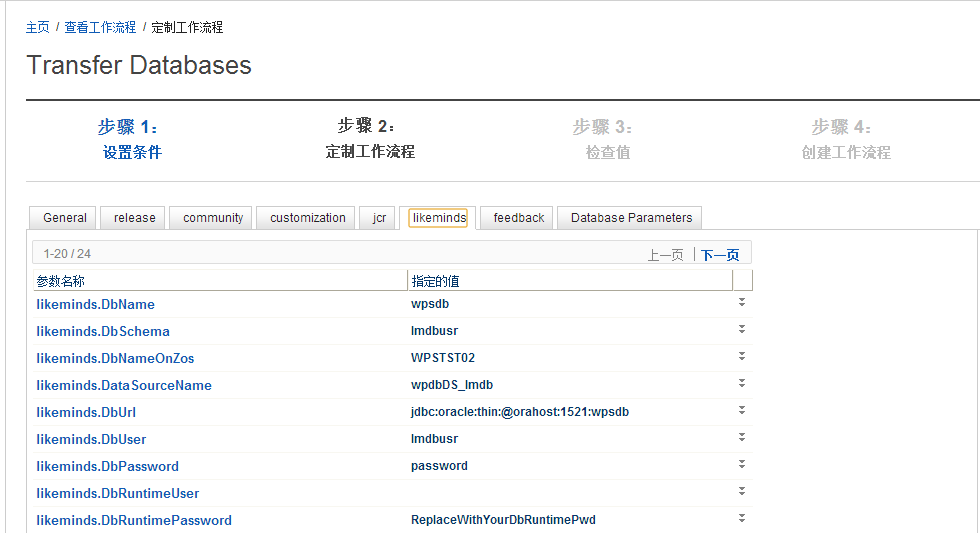 主页 / 查看工作流程 / 定制工作流程
Transfer Databases
步骤 1: 步骤 2: 步骤 3: 步骤 4:
设置条件 定制工作流程 检查值 创建工作流程
General release community customization jcr likeminds feedback Database Parameters
1-20 / 24 上一页 | 下一页
参数名称 指定的值
likeminds.DbName wpsdb
likeminds.DbSchema lmdbusr
likeminds.DbNameOnZos WPSTST02
likeminds.DataSourceName wpdbDS_lmdb
likeminds.DbUrl jdbc:oracle:thin:@orahost:1521:wpsdb
likeminds.DbUser lmdbusr
likeminds.DbPassword password
likeminds.DbRuntimeUser
likeminds.DbRuntimePassword ReplaceWithYourDbRuntimePwd